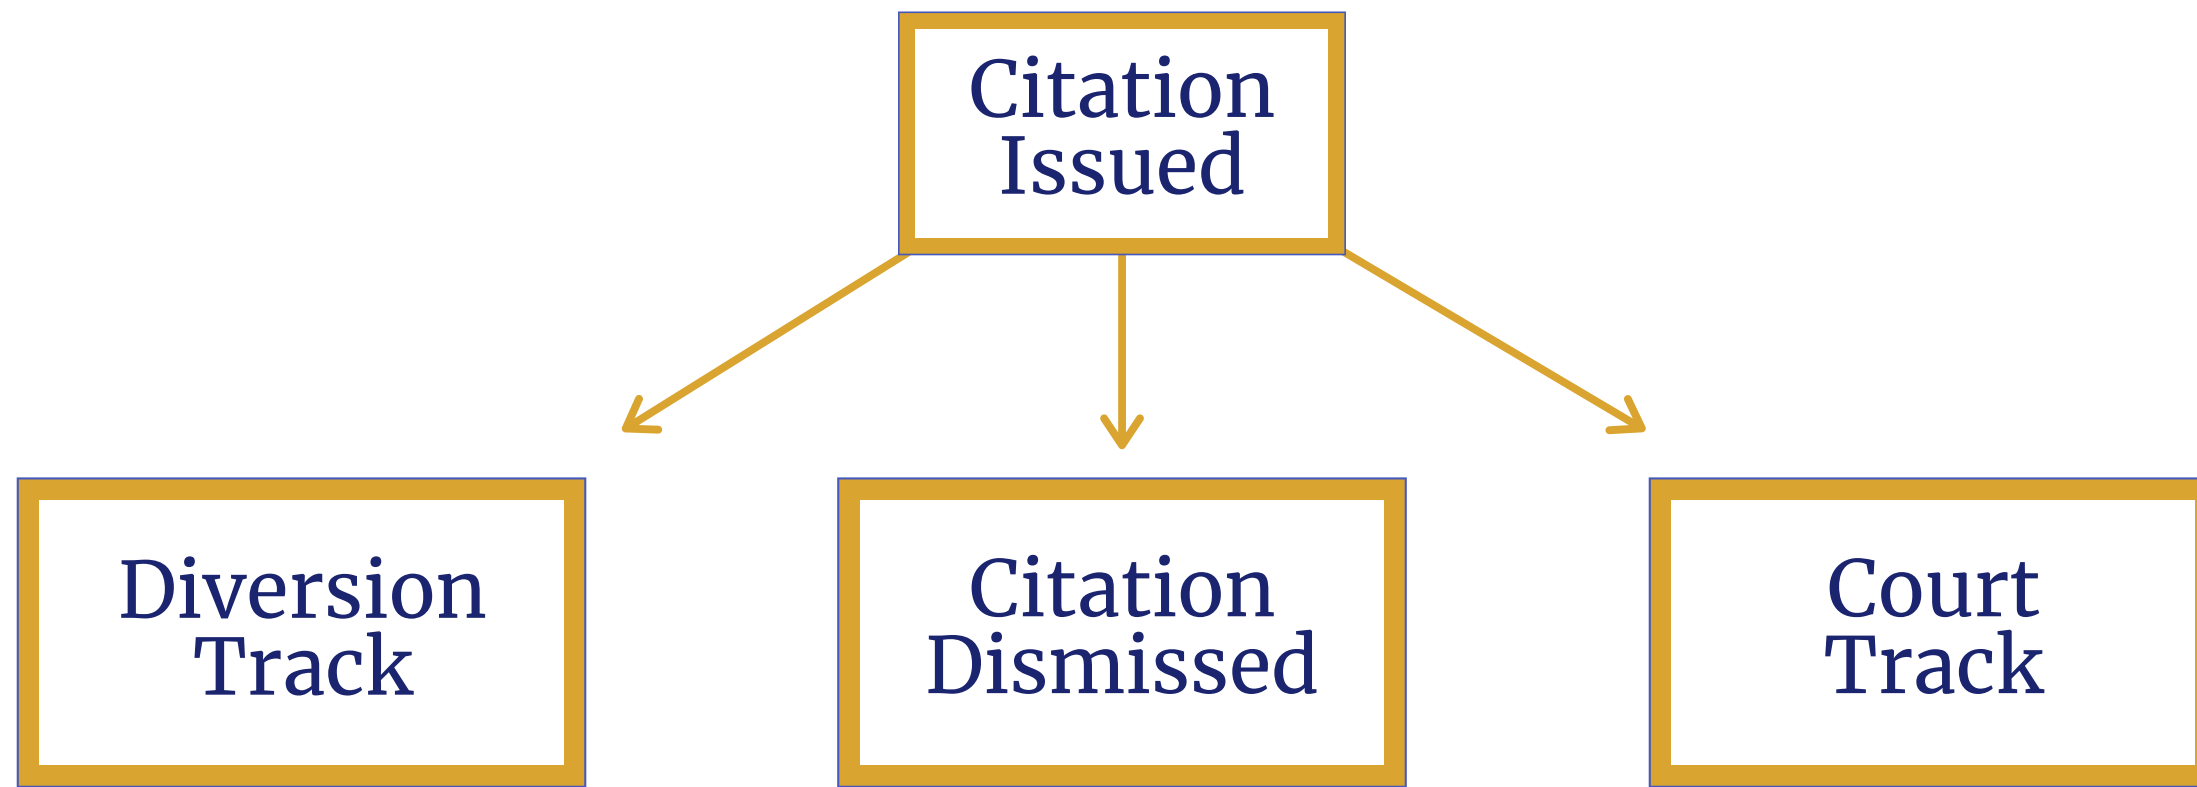 Citation
Issued
Diversion
Track
Citation
Dismissed
Court
Track